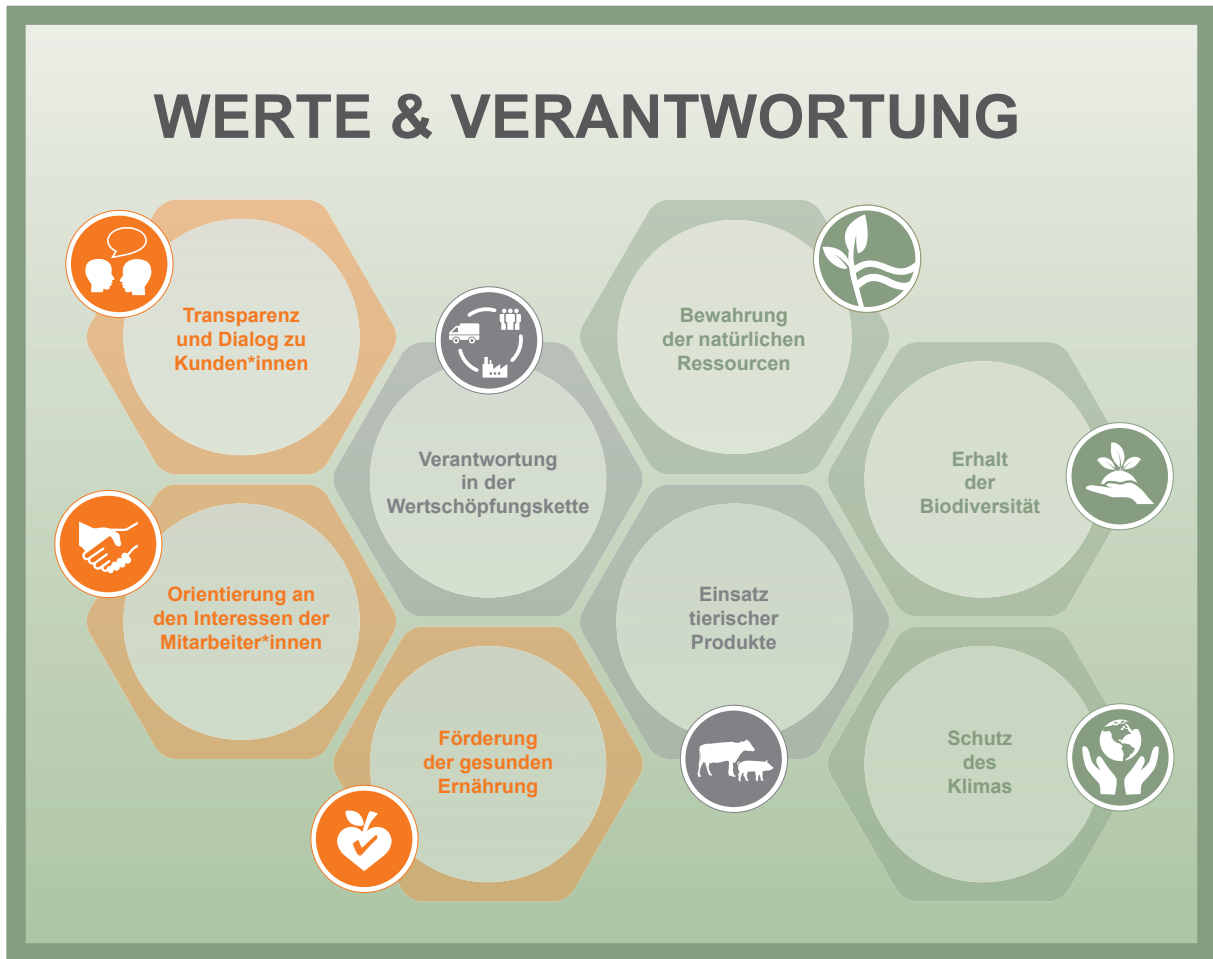 WERTE & VERANTWORTUNG
Transparenz
und Dialog zu
Kunden*innen
Bewahrung
der natürlichen
Ressourcen
Verantwortung
in der
Wertschöpfungskette
Erhalt
der
Biodiversität
Orientierung an
den Interessen der
Mitarbeiter*innen
Einsatz
tierischer
Produkte
Förderung
der gesunden
Ernährung
Schutz
des
Klimas